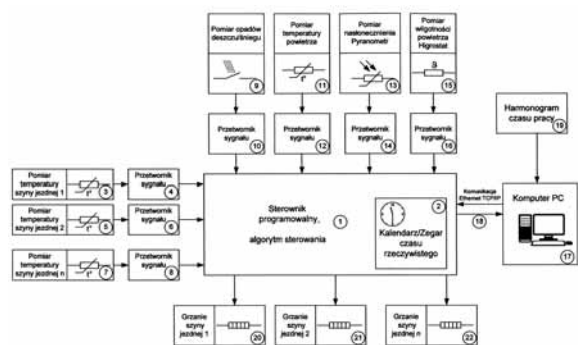 Pomiar opadów
deszczu/śniegu
9
Pomiar
temperatury
powietrza
t°
11
Pomiar
nasłonecznienia
Pyranometr
13
Pomiar
wilgotności
powietrza
Higrostat
15
Przetwornik
sygnału
10
Przetwornik
sygnału
12
Przetwornik
sygnału
14
Przetwornik
sygnału
16
Harmonogram
czasu pracy
19
Pomiar
temperatury
szyny jezdnej 1
t°
3
Przetwornik
sygnału
4
Pomiar
temperatury
szyny jezdnej 2
t°
5
Przetwornik
sygnału
6
Pomiar
temperatury
szyny jezdnej n
t°
7
Przetwornik
sygnału
8
Sterownik
programowalny,
algorytm sterowania
1
2
Kalendarz/Zegar
czasu
rzeczywistego
Komunikacja
Ethernet TCP/IP
18
Komputer PC
17
Grzanie
szyny
jezdnej 1
20
Grzanie
szyny
jezdnej 2
21
Grzanie
szyny
jezdnej n
22